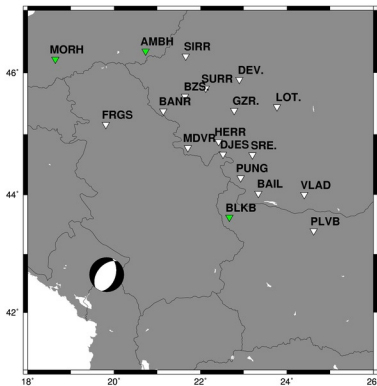 MORH
AMBH
SIRR
46°
SURR
DEV.
BZS.
BANR
GZR.
LOT.
FRGS
HERR
MDVR
DJES
SRE.
PUNG
44°
BAIL
VLAD
BLKB
PLVB
42°
18°
20°
22°
24°
26